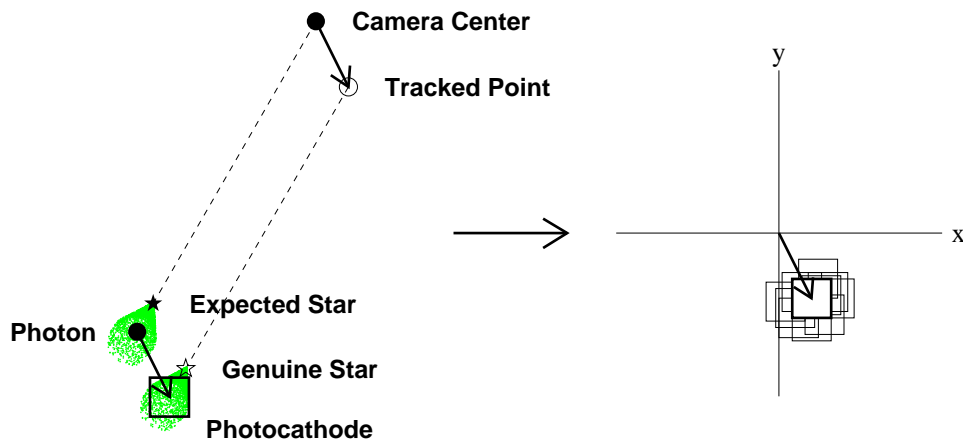 Camera Center
Tracked Point
y
x
Expected Star
Photon
Genuine Star
Photocathode